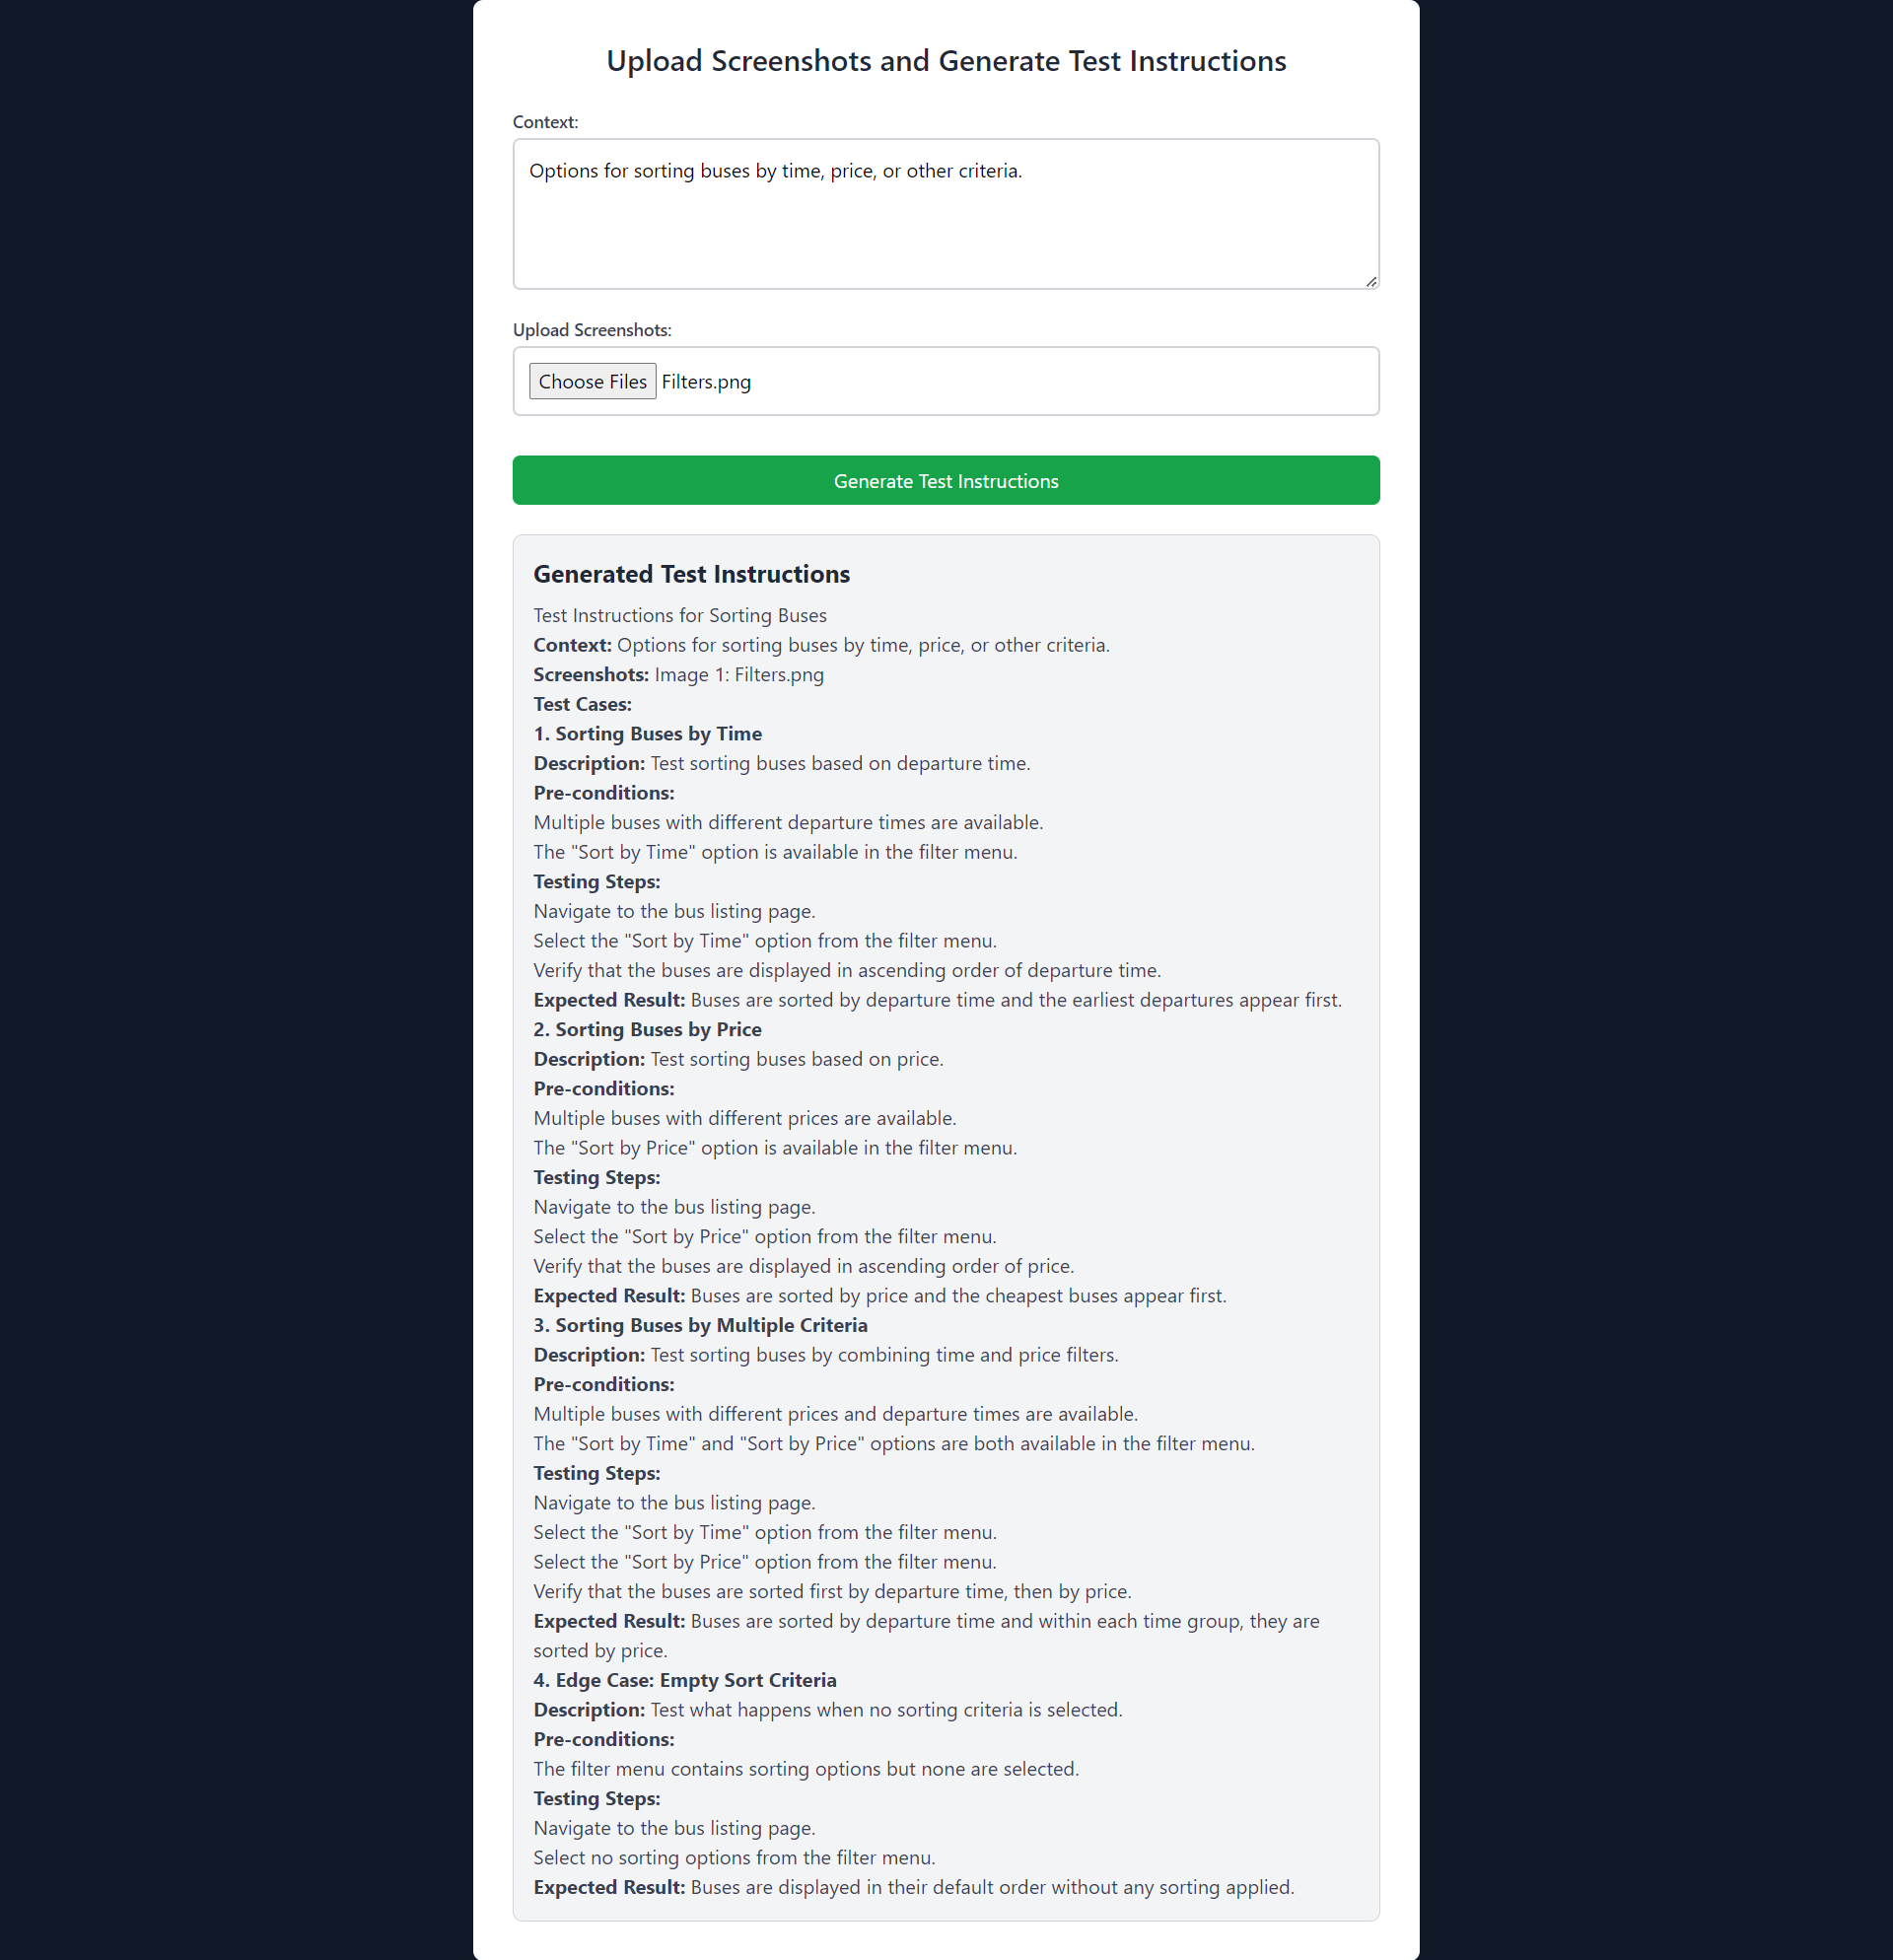 Upload Screenshots and Generate Test Instructions
Context:
Options for sorting buses by time, price, or other criteria.
Upload Screenshots:
Choose Files Filters.png
Generate Test Instructions
Generated Test Instructions
Test Instructions for Sorting Buses
Context: Options for sorting buses by time, price, or other criteria.
Screenshots: Image 1: Filters.png
Test Cases:
1. Sorting Buses by Time
Description: Test sorting buses based on departure time.
Pre-conditions:
Multiple buses with different departure times are available.
The "Sort by Time" option is available in the filter menu.
Testing Steps:
Navigate to the bus listing page.
Select the "Sort by Time" option from the filter menu.
Verify that the buses are displayed in ascending order of departure time.
Expected Result: Buses are sorted by departure time and the earliest departures appear first.
2. Sorting Buses by Price
Description: Test sorting buses based on price.
Pre-conditions:
Multiple buses with different prices are available.
The "Sort by Price" option is available in the filter menu.
Testing Steps:
Navigate to the bus listing page.
Select the "Sort by Price" option from the filter menu.
Verify that the buses are displayed in ascending order of price.
Expected Result: Buses are sorted by price and the cheapest buses appear first.
3. Sorting Buses by Multiple Criteria
Description: Test sorting buses by combining time and price filters.
Pre-conditions:
Multiple buses with different prices and departure times are available.
The "Sort by Time" and "Sort by Price" options are both available in the filter menu.
Testing Steps:
Navigate to the bus listing page.
Select the "Sort by Time" option from the filter menu.
Select the "Sort by Price" option from the filter menu.
Verify that the buses are sorted first by departure time, then by price.
Expected Result: Buses are sorted by departure time and within each time group, they are
sorted by price.
4. Edge Case: Empty Sort Criteria
Description: Test what happens when no sorting criteria is selected.
Pre-conditions:
The filter menu contains sorting options but none are selected.
Testing Steps:
Navigate to the bus listing page.
Select no sorting options from the filter menu.
Expected Result: Buses are displayed in their default order without any sorting applied.